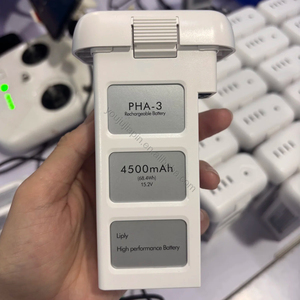 PHA-3
Rechargeable Battery
4500mAh
(68.4Wh)
15.2V
Liply
High performance Battery